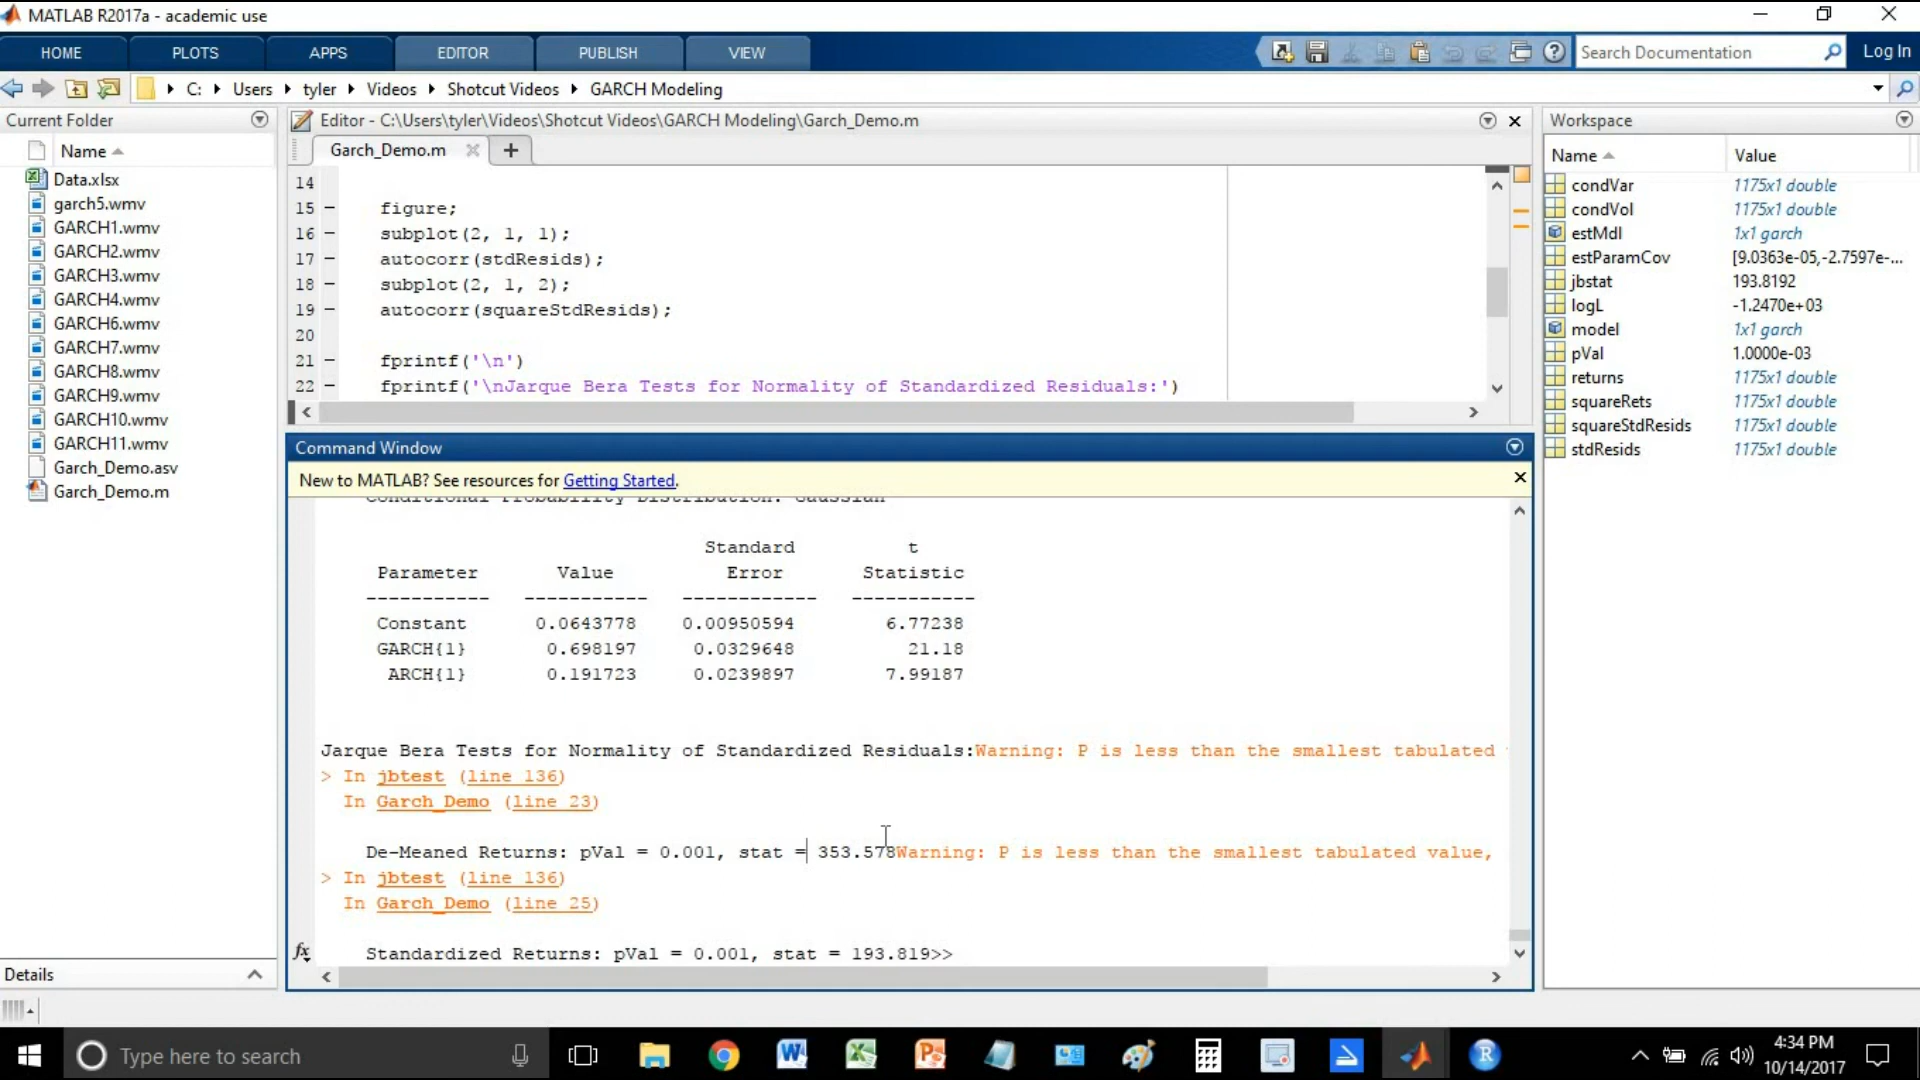 MATLAB R2017a - academic use
HOME PLOTS APPS EDITOR PUBLISH VIEW Search Documentation Log In
C: Users tyler Videos Shotcut Videos GARCH Modeling
Current Folder
Name
Data.xlsx
garch5.wmv
GARCH1.wmv
GARCH2.wmv
GARCH3.wmv
GARCH4.wmv
GARCH6.wmv
GARCH7.wmv
GARCH8.wmv
GARCH9.wmv
GARCH10.wmv
GARCH11.wmv
Garch_Demo.asv
Garch_Demo.m
Details
Editor - C:\Users\tyler\Videos\Shotcut Videos\GARCH Modeling\Garch_Demo.m
Garch_Demo.m
14
15 - figure;
16 - subplot(2, 1, 1);
17 - autocorr(stdResids);
18 - subplot(2, 1, 2);
19 - autocorr(squareStdResids);
20
21 - fprintf('\n')
22 - fprintf('\nJarque Bera Tests for Normality of Standardized Residuals:')
Command Window
New to MATLAB? See resources for Getting Started.
Conditional Probability Distribution: Gaussian
Standard t
Parameter Value Error Statistic
----------- ----------- ------------ -----------
Constant 0.0643778 0.00950594 6.77238
GARCH{1} 0.698197 0.0329648 21.18
ARCH{1} 0.191723 0.0239897 7.99187
Jarque Bera Tests for Normality of Standardized Residuals:Warning: P is less than the smallest tabulated
> In jbtest (line 136)
In Garch_Demo (line 23)
De-Meaned Returns: pVal = 0.001, stat = 353.578Warning: P is less than the smallest tabulated value,
> In jbtest (line 136)
In Garch_Demo (line 25)
fx Standardized Returns: pVal = 0.001, stat = 193.819>>
Workspace
Name Value
condVar 1175x1 double
condVol 1175x1 double
estMdl 1x1 garch
estParamCov [9.0363e-05,-2.7597e-...
jbstat 193.8192
logL -1.2470e+03
model 1x1 garch
pVal 1.0000e-03
returns 1175x1 double
squareRets 1175x1 double
squareStdResids 1175x1 double
stdResids 1175x1 double
Type here to search
4:34 PM
10/14/2017